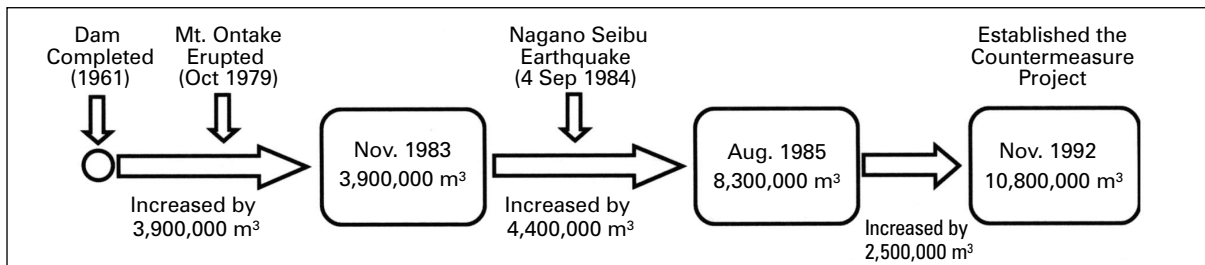 Dam
Completed
(1961)
Mt. Ontake
Erupted
(Oct 1979)
Nagano Seibu
Earthquake
(4 Sep 1984)
Established the
Countermeasure
Project
Nov. 1983
3,900,000 m³
Aug. 1985
8,300,000 m³
Nov. 1992
10,800,000 m³
Increased by
3,900,000 m³
Increased by
4,400,000 m³
Increased by
2,500,000 m³